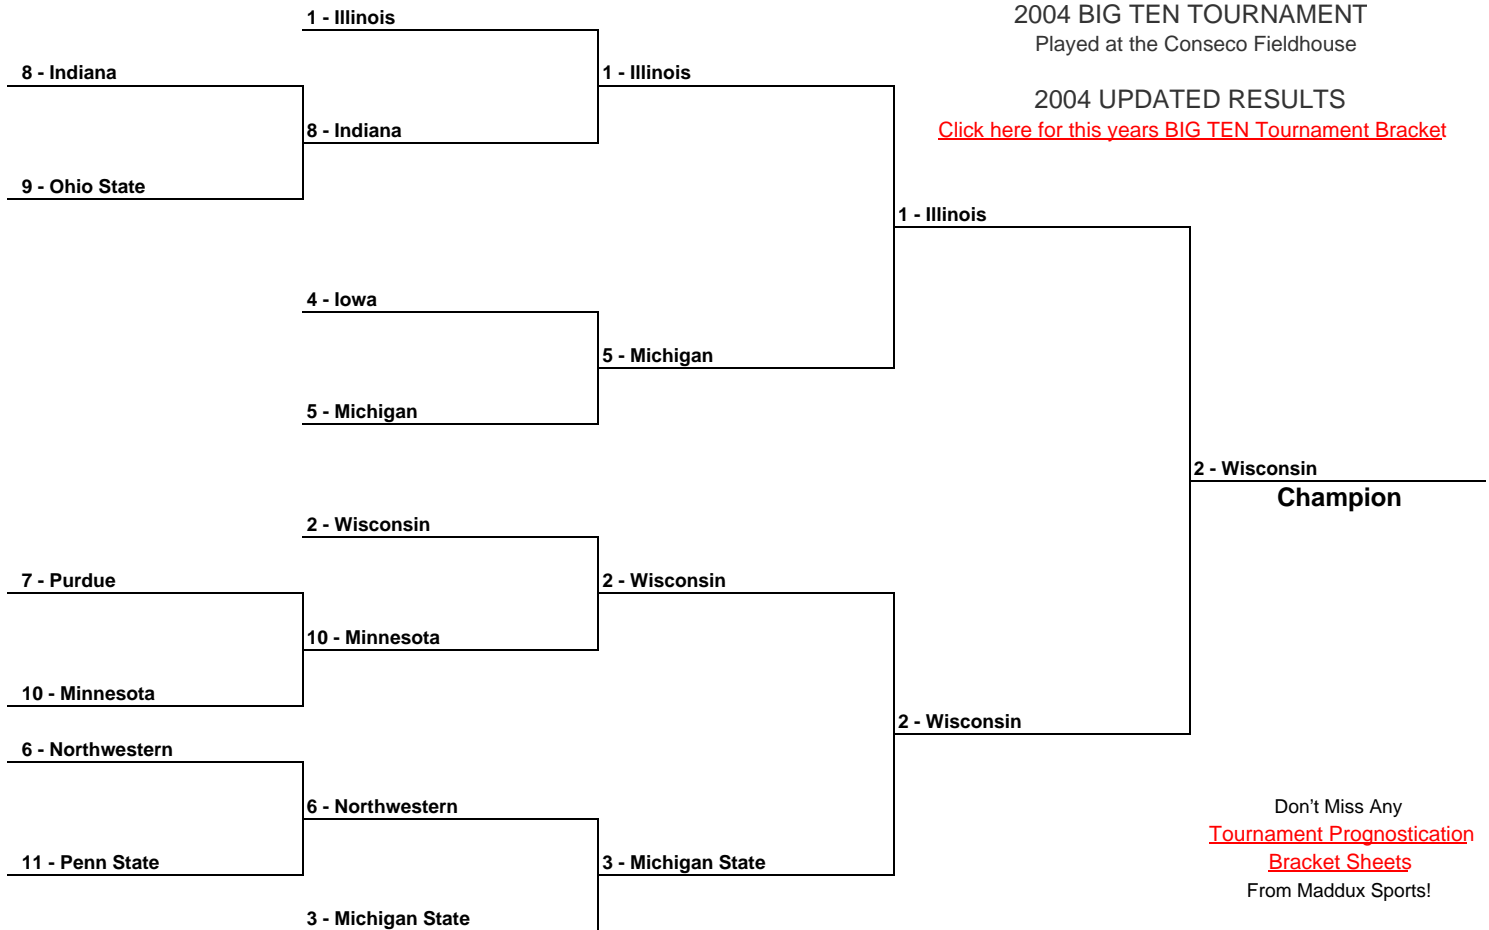 1 - Illinois
2004 BIG TEN TOURNAMENT
Played at the Conseco Fieldhouse
8 - Indiana
1 - Illinois
2004 UPDATED RESULTS
Click here for this years BIG TEN Tournament Bracket
8 - Indiana
9 - Ohio State
1 - Illinois
4 - Iowa
5 - Michigan
5 - Michigan
2 - Wisconsin
Champion
2 - Wisconsin
7 - Purdue
2 - Wisconsin
10 - Minnesota
10 - Minnesota
2 - Wisconsin
6 - Northwestern
6 - Northwestern
11 - Penn State
3 - Michigan State
3 - Michigan State
Don't Miss Any
Tournament Prognostication
Bracket Sheets
From Maddux Sports!